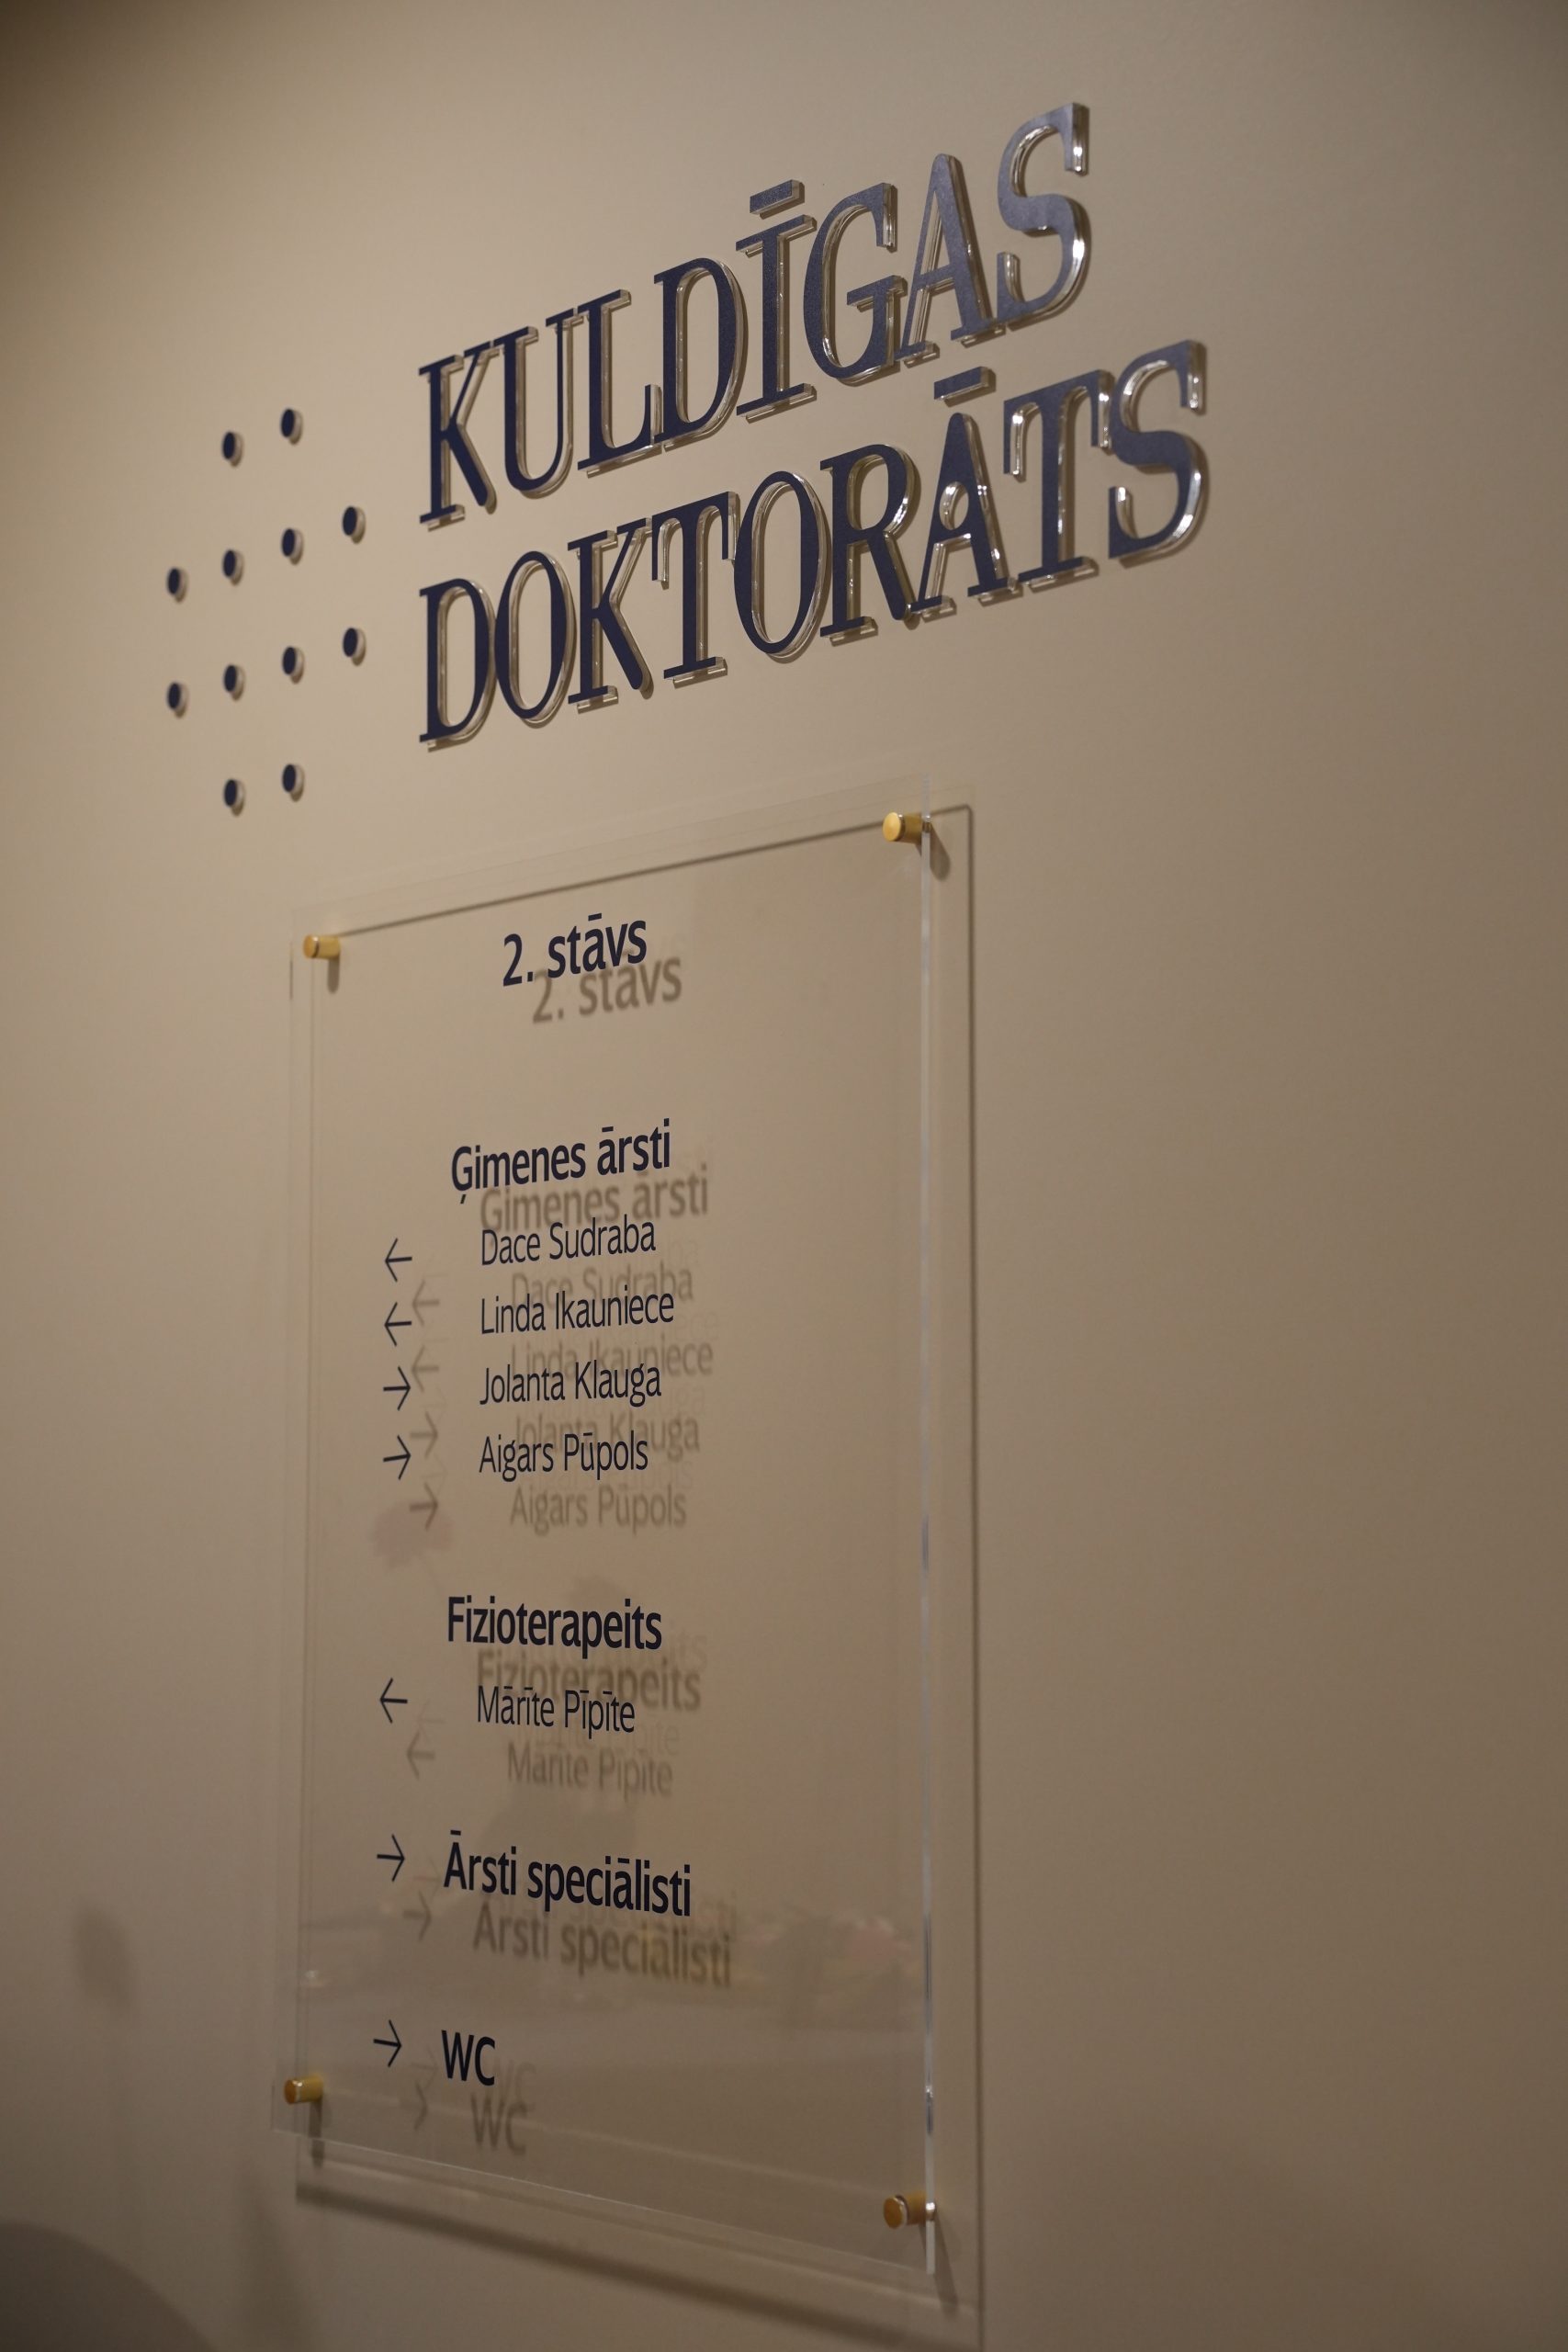 KULDĪGAS
DOKTORĀTS
2. stāvs
Ģimenes ārsti
← Dace Sudraba
← Linda Ikauniece
→ Jolanta Klauga
→ Aigars Pūpols
Fizioterapeits
← Mārīte Pīpīte
→ Ārsti speciālisti
→ WC